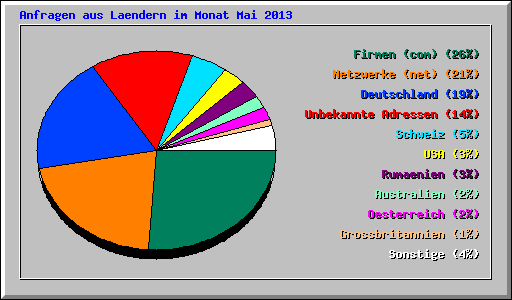 Anfragen aus Laendern im Monat Mai 2013
Firmen (com) (26%)
Netzwerke (net) (21%)
Deutschland (19%)
Unbekannte Adressen (14%)
Schweiz (5%)
USA (3%)
Rumaenien (3%)
Australien (2%)
Oesterreich (2%)
Grossbritannien (1%)
Sonstige (4%)